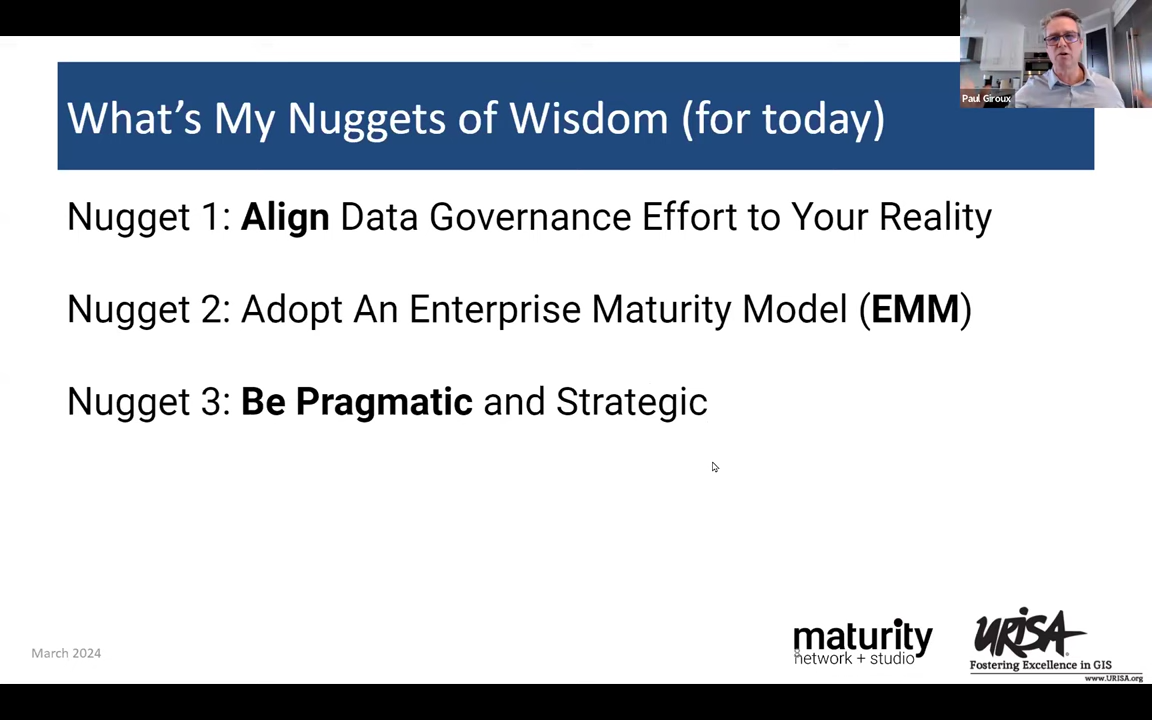 Paul Giroux
What's My Nuggets of Wisdom (for today)
Nugget 1: Align Data Governance Effort to Your Reality
Nugget 2: Adopt An Enterprise Maturity Model (EMM)
Nugget 3: Be Pragmatic and Strategic
March 2024
maturity
network + studio
URISA
Fostering Excellence in GIS
www.URISA.org